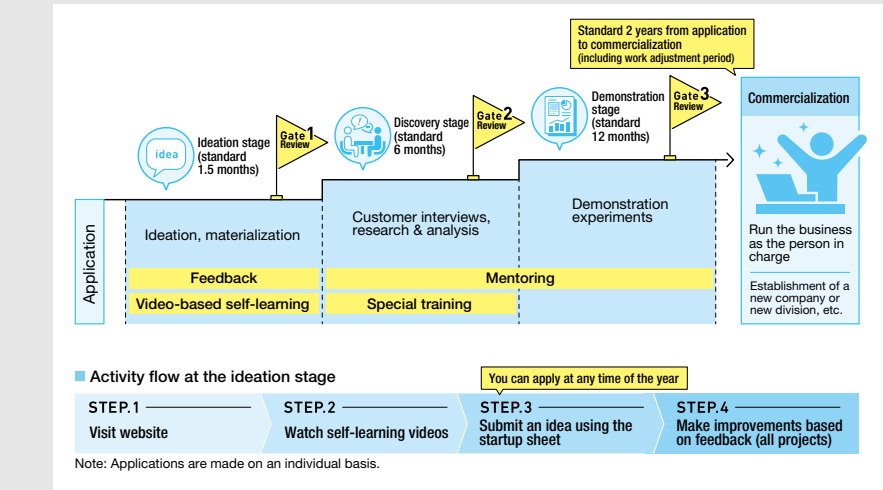 Standard 2 years from application
to commercialization
(including work adjustment period)
idea
Ideation stage
(standard
1.5 months)
Gate 1
Review
Discovery stage
(standard
6 months)
Gate 2
Review
Demonstration
stage
(standard
12 months)
Gate 3
Review
Commercialization
Application
Ideation, materialization
Customer interviews,
research & analysis
Demonstration
experiments
Feedback
Mentoring
Video-based self-learning
Special training
Run the business
as the person in
charge
Establishment of a
new company or
new division, etc.
Activity flow at the ideation stage
You can apply at any time of the year
STEP.1
Visit website
STEP.2
Watch self-learning videos
STEP.3
Submit an idea using the
startup sheet
STEP.4
Make improvements based
on feedback (all projects)
Note: Applications are made on an individual basis.